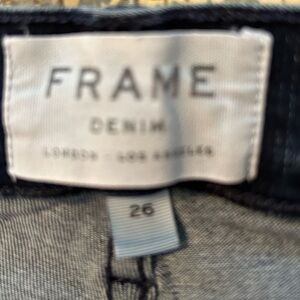 FRAME
DENIM
LONDON - LOS ANGELES
26